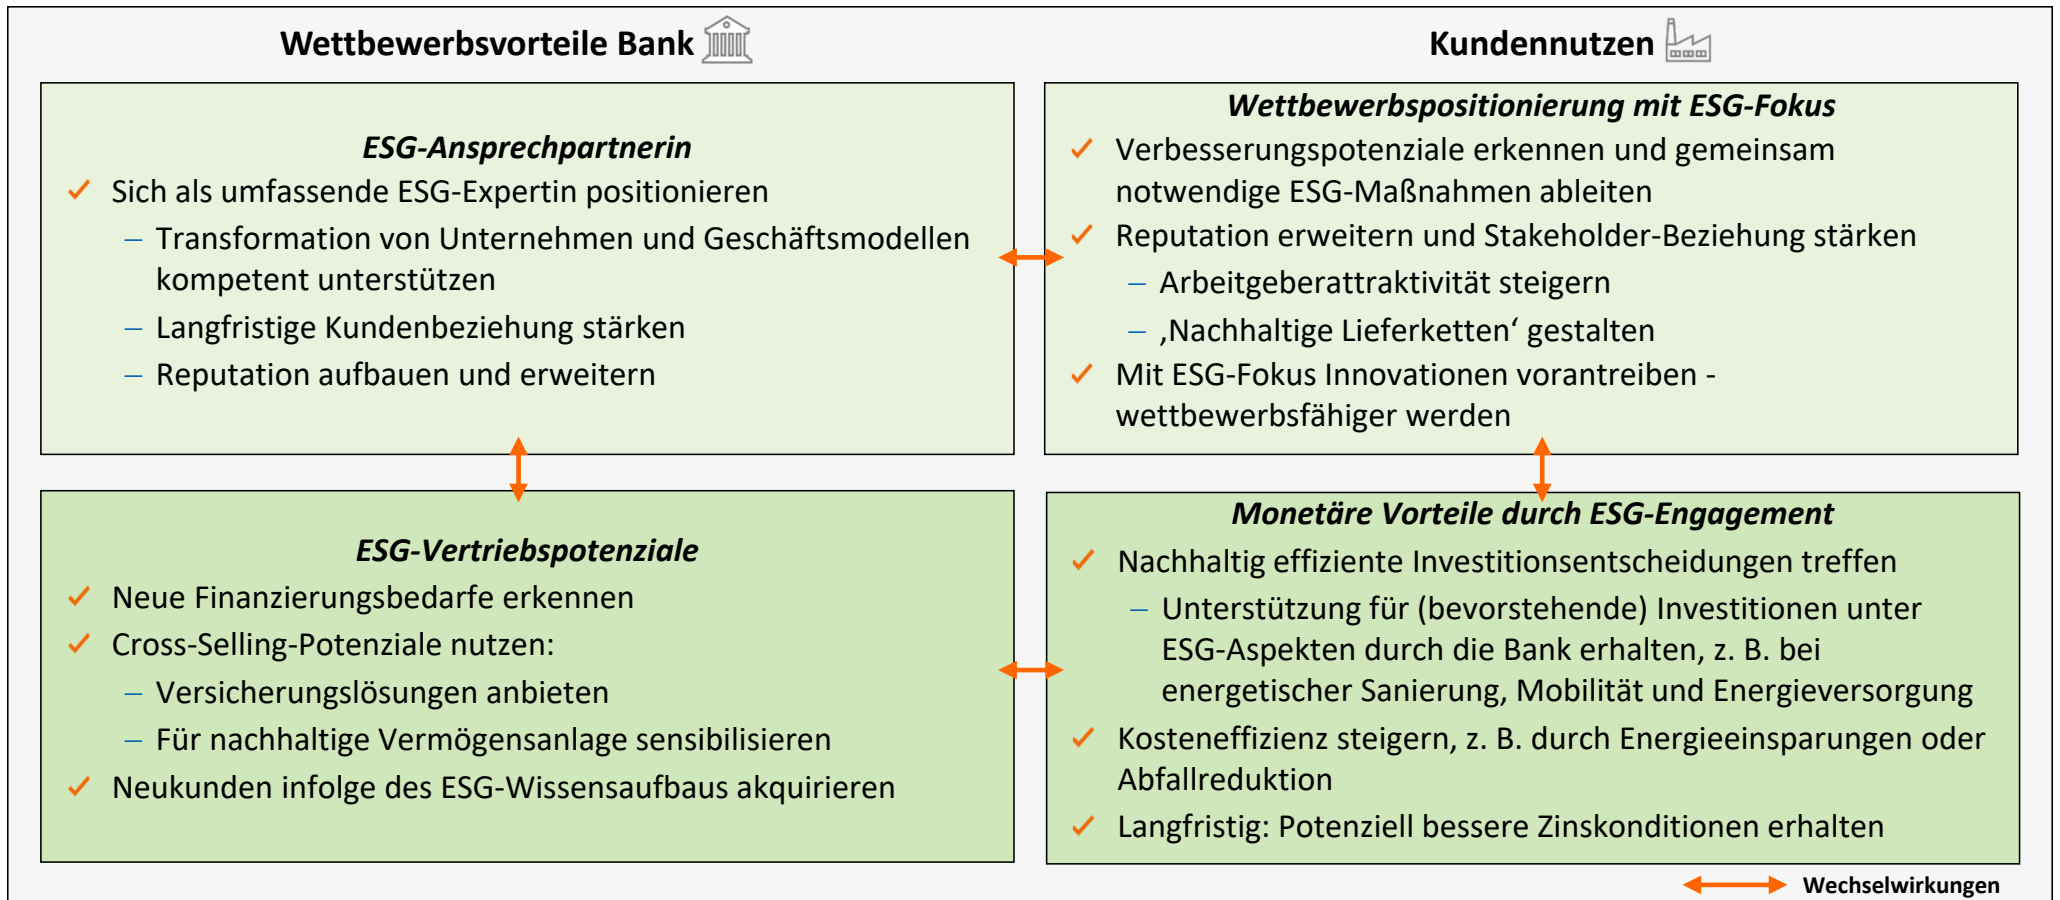 Wettbewerbsvorteile Bank
Kundennutzen
ESG-Ansprechpartnerin
Sich als umfassende ESG-Expertin positionieren
– Transformation von Unternehmen und Geschäftsmodellen
kompetent unterstützen
– Langfristige Kundenbeziehung stärken
– Reputation aufbauen und erweitern
Wettbewerbspositionierung mit ESG-Fokus
Verbesserungspotenziale erkennen und gemeinsam
notwendige ESG-Maßnahmen ableiten
Reputation erweitern und Stakeholder-Beziehung stärken
– Arbeitgeberattraktivität steigern
– ‚Nachhaltige Lieferketten‘ gestalten
Mit ESG-Fokus Innovationen vorantreiben -
wettbewerbsfähiger werden
ESG-Vertriebspotenziale
Neue Finanzierungsbedarfe erkennen
Cross-Selling-Potenziale nutzen:
– Versicherungslösungen anbieten
– Für nachhaltige Vermögensanlage sensibilisieren
Neukunden infolge des ESG-Wissensaufbaus akquirieren
Monetäre Vorteile durch ESG-Engagement
Nachhaltig effiziente Investitionsentscheidungen treffen
– Unterstützung für (bevorstehende) Investitionen unter
ESG-Aspekten durch die Bank erhalten, z. B. bei
energetischer Sanierung, Mobilität und Energieversorgung
Kosteneffizienz steigern, z. B. durch Energieeinsparungen oder
Abfallreduktion
Langfristig: Potenziell bessere Zinskonditionen erhalten
Wechselwirkungen